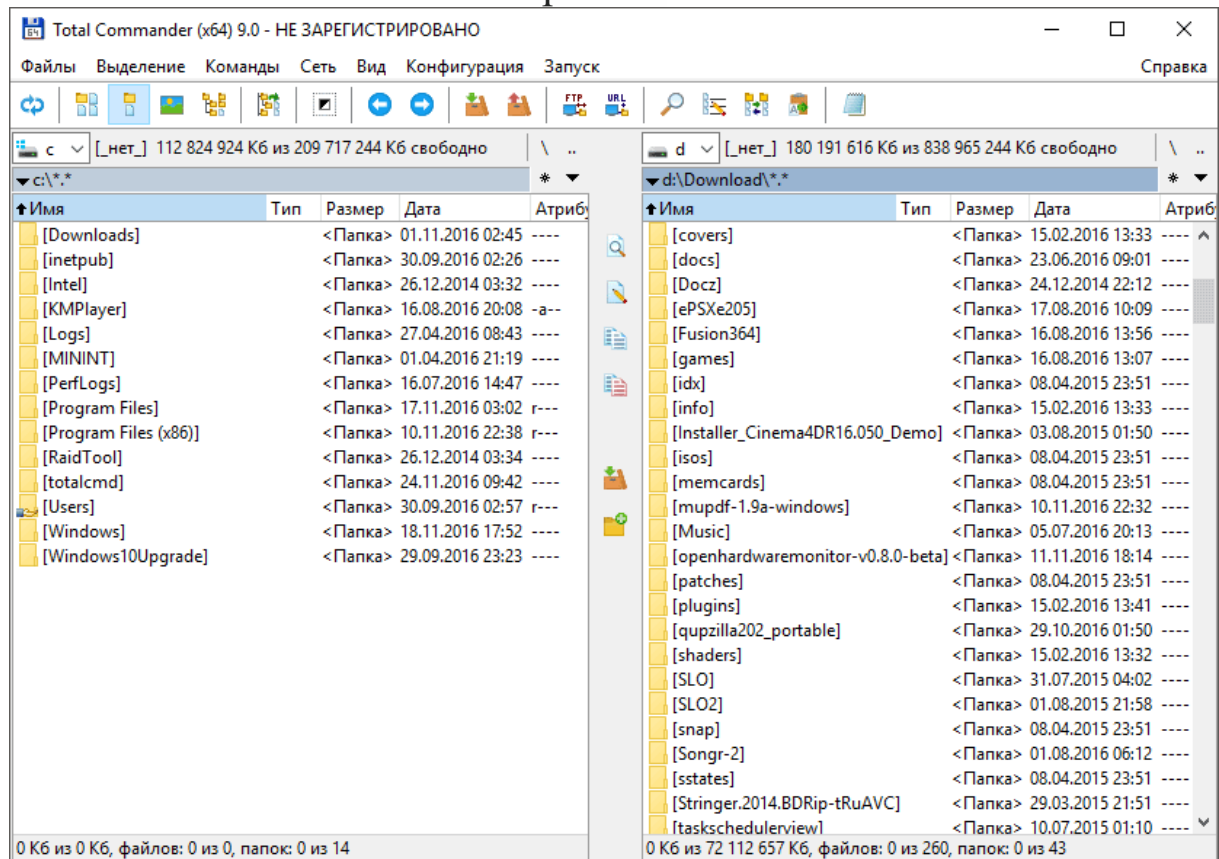 Total Commander (x64) 9.0 - НЕ ЗАРЕГИСТРИРОВАНО
Файлы Выделение Команды Сеть Вид Конфигурация Запуск Справка
FTP URL
c [_нет_] 112 824 924 Кб из 209 717 244 Кб свободно \ ..
c:\*.* * 
Имя Тип Размер Дата Атриб
[Downloads] <Папка> 01.11.2016 02:45 ----
[inetpub] <Папка> 30.09.2016 02:26 ----
[Intel] <Папка> 26.12.2014 03:32 ----
[KMPlayer] <Папка> 16.08.2016 20:08 -a--
[Logs] <Папка> 27.04.2016 08:43 ----
[MININT] <Папка> 01.04.2016 21:19 ----
[PerfLogs] <Папка> 16.07.2016 14:47 ----
[Program Files] <Папка> 17.11.2016 03:02 r---
[Program Files (x86)] <Папка> 10.11.2016 22:38 r---
[RaidTool] <Папка> 26.12.2014 03:34 ----
[totalcmd] <Папка> 24.11.2016 09:42 ----
[Users] <Папка> 30.09.2016 02:57 r---
[Windows] <Папка> 18.11.2016 17:52 ----
[Windows10Upgrade] <Папка> 29.09.2016 23:23 ----
0 Кб из 0 Кб, файлов: 0 из 0, папок: 0 из 14
d [_нет_] 180 191 616 Кб из 838 965 244 Кб свободно \ ..
d:\Download\*.* *
Имя Тип Размер Дата Атриб
[covers] <Папка> 15.02.2016 13:33 ----
[docs] <Папка> 23.06.2016 09:01 ----
[Docz] <Папка> 24.12.2014 22:12 ----
[ePSXe205] <Папка> 17.08.2016 10:09 ----
[Fusion364] <Папка> 16.08.2016 13:56 ----
[games] <Папка> 16.08.2016 13:07 ----
[idx] <Папка> 08.04.2015 23:51 ----
[info] <Папка> 15.02.2016 13:33 ----
[Installer_Cinema4DR16.050_Demo] <Папка> 03.08.2015 01:50 ----
[isos] <Папка> 08.04.2015 23:51 ----
[memcards] <Папка> 08.04.2015 23:51 ----
[mupdf-1.9a-windows] <Папка> 10.11.2016 22:32 ----
[Music] <Папка> 05.07.2016 20:13 ----
[openhardwaremonitor-v0.8.0-beta] <Папка> 11.11.2016 18:14 ----
[patches] <Папка> 08.04.2015 23:51 ----
[plugins] <Папка> 15.02.2016 13:41 ----
[qupzilla202_portable] <Папка> 29.10.2016 01:50 ----
[shaders] <Папка> 15.02.2016 13:32 ----
[SLO] <Папка> 31.07.2015 04:02 ----
[SLO2] <Папка> 01.08.2015 21:58 ----
[snap] <Папка> 08.04.2015 23:51 ----
[Songr-2] <Папка> 01.08.2016 06:12 ----
[sstates] <Папка> 08.04.2015 23:51 ----
[Stringer.2014.BDRip-tRuAVC] <Папка> 29.03.2015 21:51 ----
[taskschedulerview] <Папка> 10.07.2015 01:10 ----
0 Кб из 72 112 657 Кб, файлов: 0 из 260, папок: 0 из 43